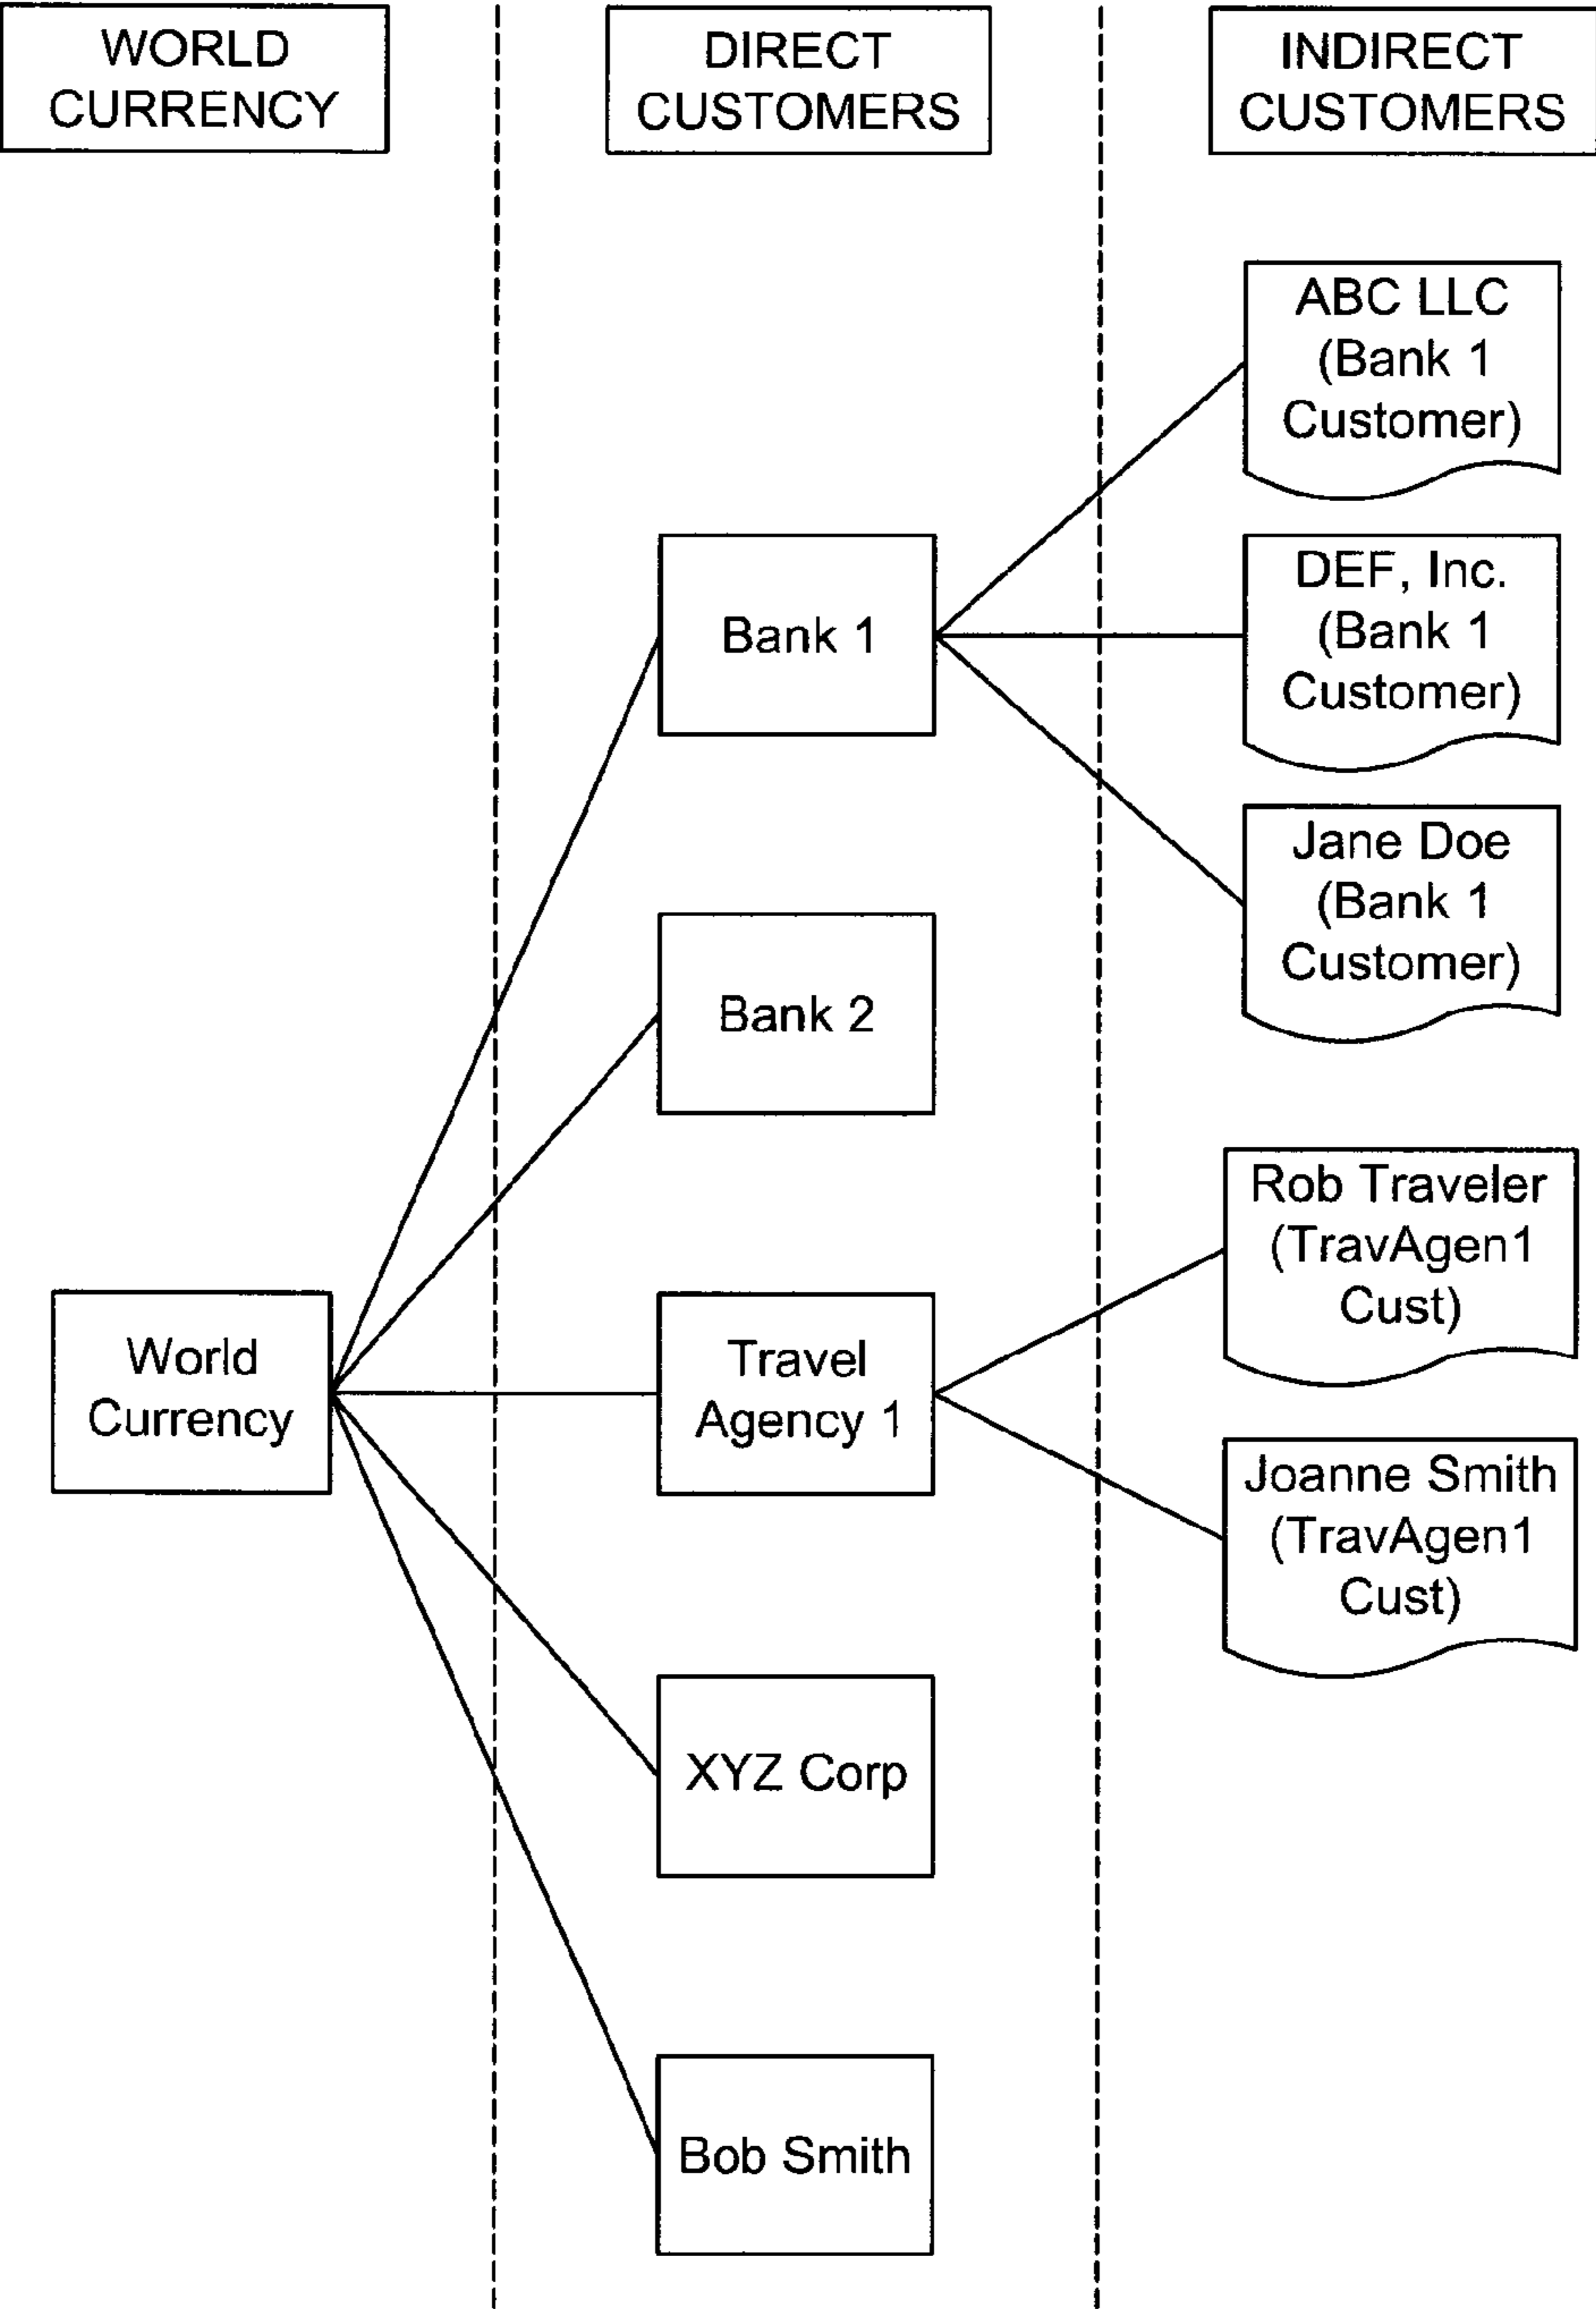 WORLD
CURRENCY
DIRECT
CUSTOMERS
INDIRECT
CUSTOMERS
ABC LLC
(Bank 1
Customer)
DEF, Inc.
(Bank 1
Customer)
Jane Doe
(Bank 1
Customer)
Rob Traveler
(TravAgen1
Cust)
Joanne Smith
(TravAgen1
Cust)
Bank 1
Bank 2
Travel
Agency 1
XYZ Corp
Bob Smith
World
Currency